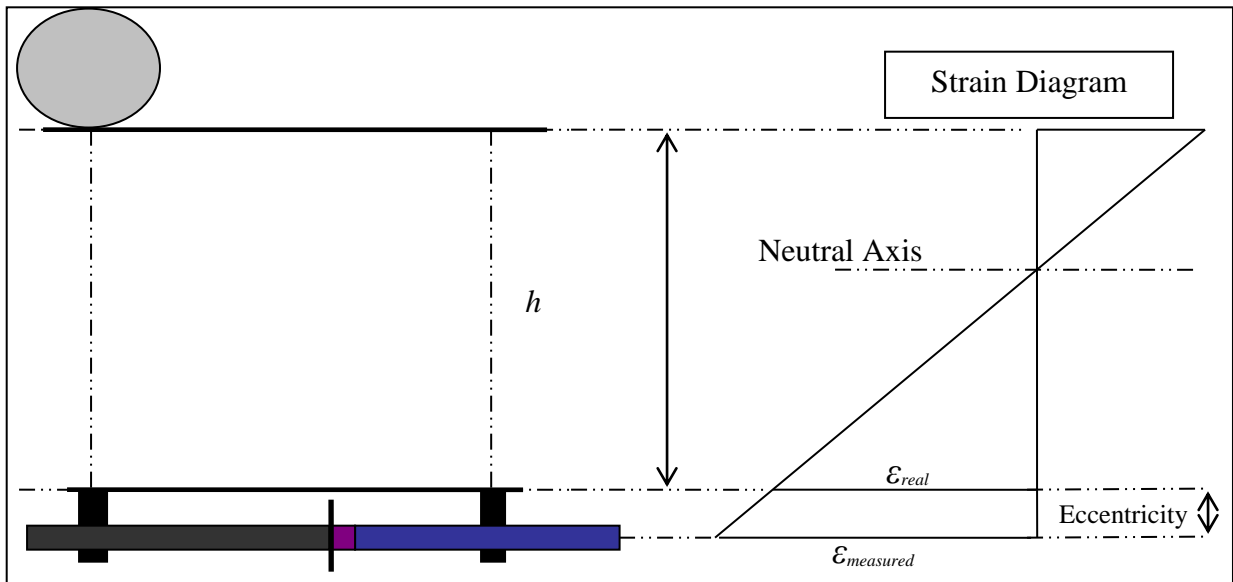 Strain Diagram
Neutral Axis
h
εreal
Eccentricity
εmeasured